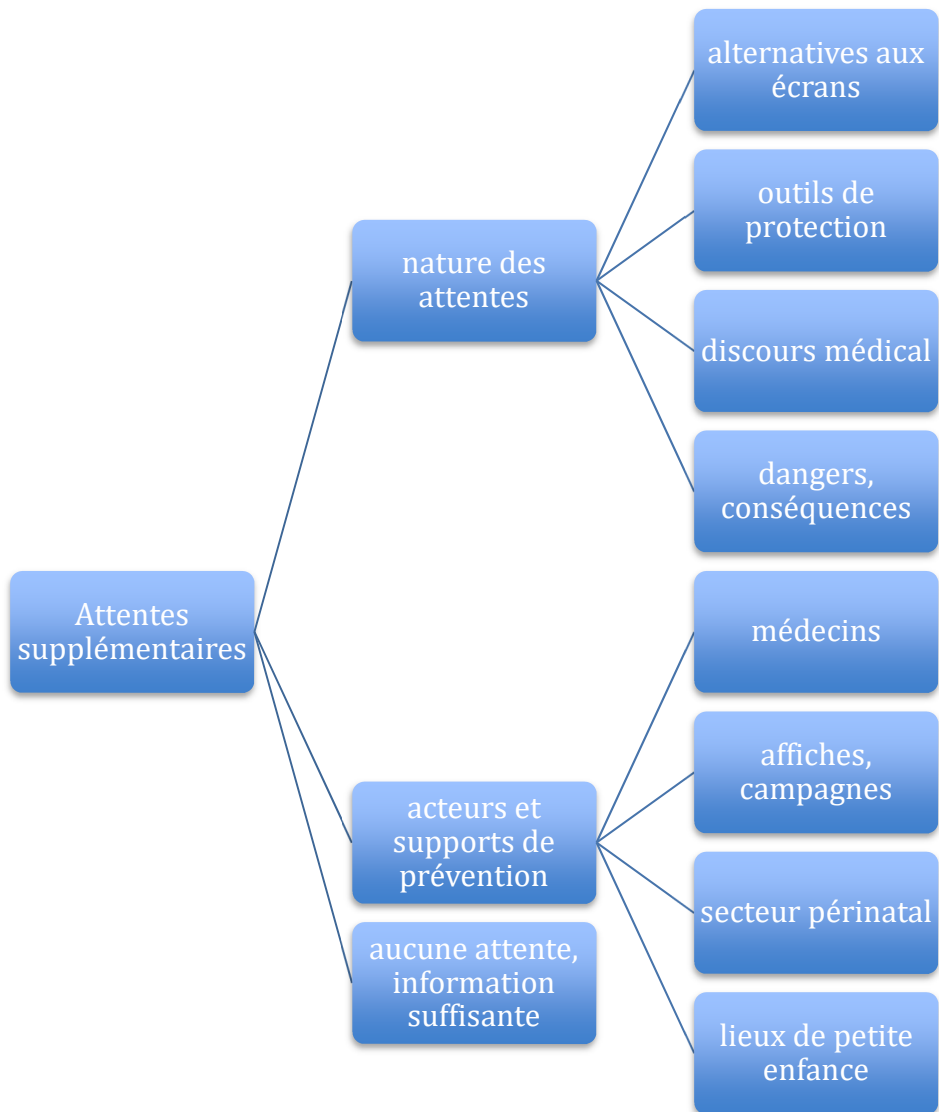 Attentes
supplémentaires
nature des
attentes
alternatives aux
écrans
outils de
protection
discours médical
dangers,
conséquences
acteurs et
supports de
prévention
médecins
affiches,
campagnes
secteur périnatal
lieux de petite
enfance
aucune attente,
information
suffisante